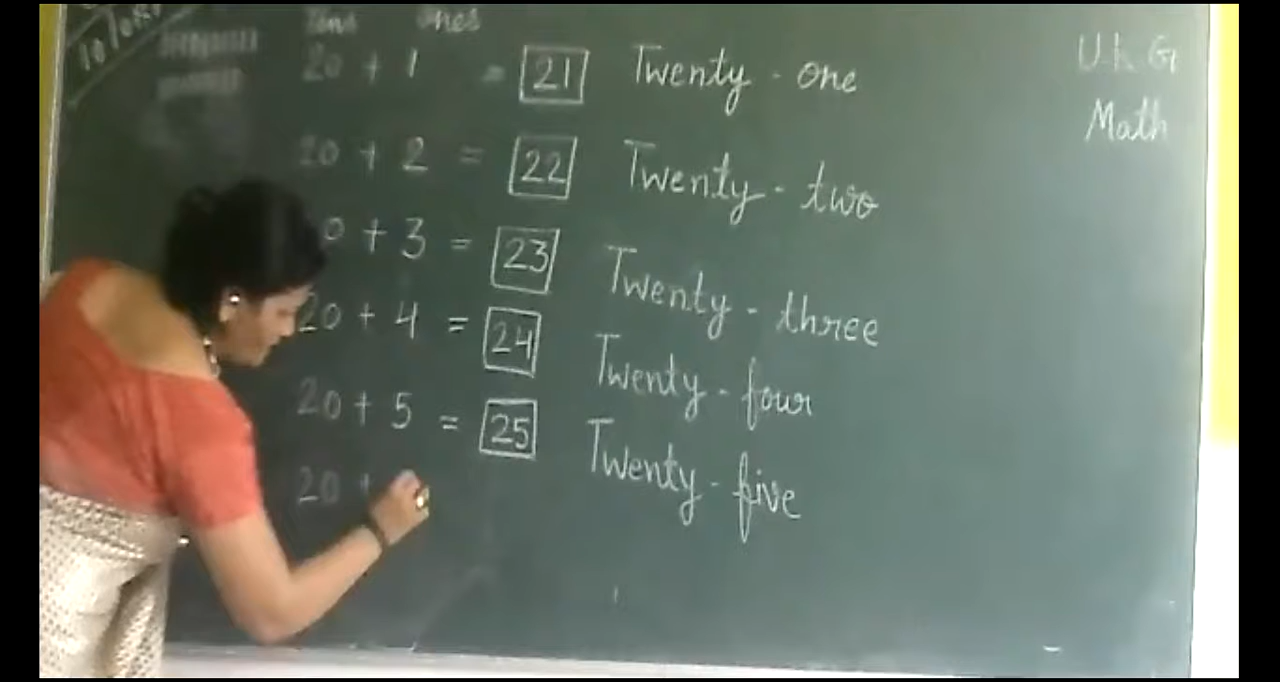 Tens Ones
20 + 1 = 21 Twenty - one
20 + 2 = 22 Twenty - two
0 + 3 = 23 Twenty - three
20 + 4 = 24 Twenty - four
20 + 5 = 25 Twenty - five
20 +
U.K.G
Math